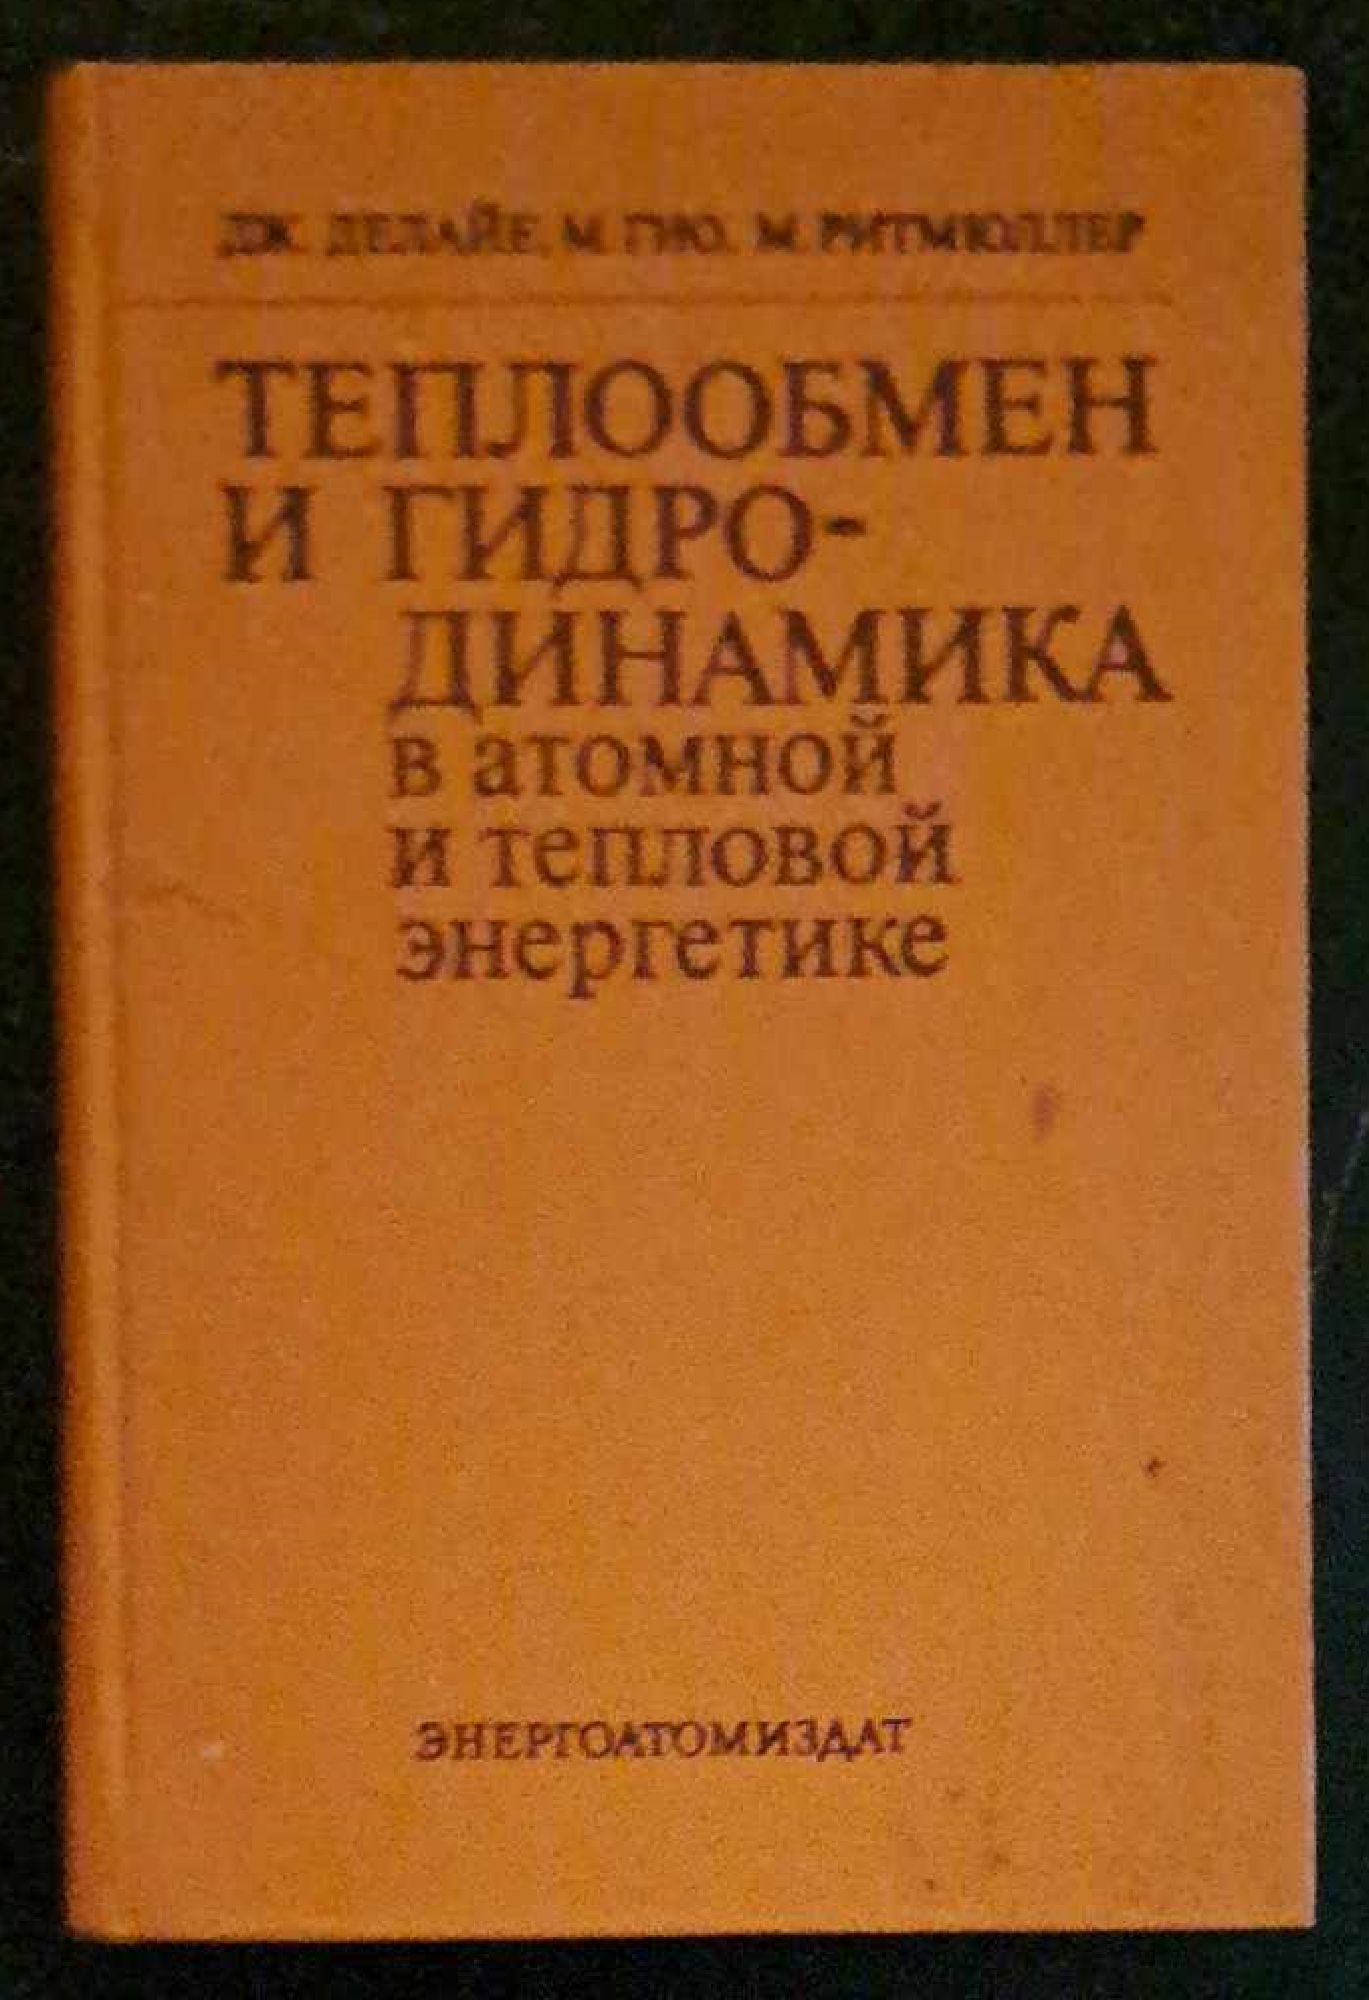 ДЖ. ДЕЛАЙЕ, М. ГИО, М. РИТМЮЛЛЕР
ТЕПЛООБМЕН
И ГИДРО-
ДИНАМИКА
в атомной
и тепловой
энергетике
ЭНЕРГОАТОМИЗДАТ